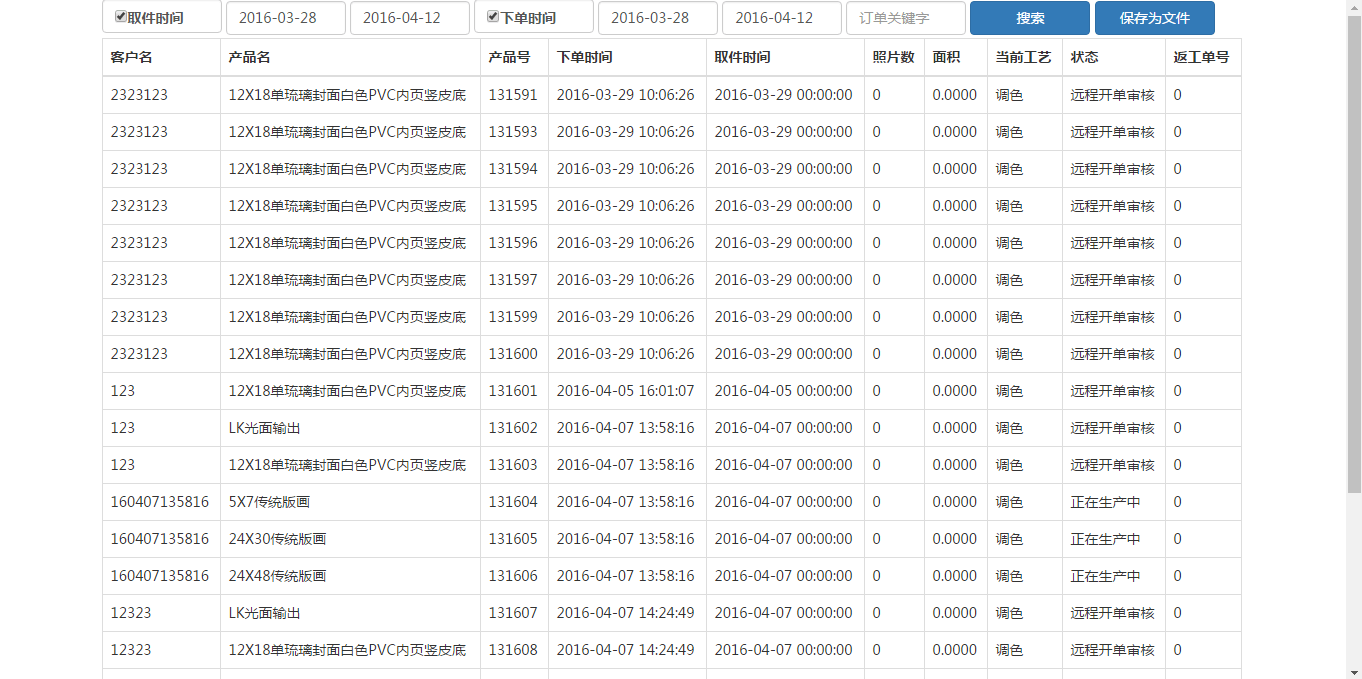 取件时间 2016-03-28 2016-04-12 下单时间 2016-03-28 2016-04-12 订单关键字 搜索 保存为文件
客户名 产品名 产品号 下单时间 取件时间 照片数 面积 当前工艺 状态 返工单号
2323123 12X18单琉璃封面白色PVC内页竖皮底 131591 2016-03-29 10:06:26 2016-03-29 00:00:00 0 0.0000 调色 远程开单审核 0
2323123 12X18单琉璃封面白色PVC内页竖皮底 131593 2016-03-29 10:06:26 2016-03-29 00:00:00 0 0.0000 调色 远程开单审核 0
2323123 12X18单琉璃封面白色PVC内页竖皮底 131594 2016-03-29 10:06:26 2016-03-29 00:00:00 0 0.0000 调色 远程开单审核 0
2323123 12X18单琉璃封面白色PVC内页竖皮底 131595 2016-03-29 10:06:26 2016-03-29 00:00:00 0 0.0000 调色 远程开单审核 0
2323123 12X18单琉璃封面白色PVC内页竖皮底 131596 2016-03-29 10:06:26 2016-03-29 00:00:00 0 0.0000 调色 远程开单审核 0
2323123 12X18单琉璃封面白色PVC内页竖皮底 131597 2016-03-29 10:06:26 2016-03-29 00:00:00 0 0.0000 调色 远程开单审核 0
2323123 12X18单琉璃封面白色PVC内页竖皮底 131599 2016-03-29 10:06:26 2016-03-29 00:00:00 0 0.0000 调色 远程开单审核 0
2323123 12X18单琉璃封面白色PVC内页竖皮底 131600 2016-03-29 10:06:26 2016-03-29 00:00:00 0 0.0000 调色 远程开单审核 0
123 12X18单琉璃封面白色PVC内页竖皮底 131601 2016-04-05 16:01:07 2016-04-05 00:00:00 0 0.0000 调色 远程开单审核 0
123 LK光面输出 131602 2016-04-07 13:58:16 2016-04-07 00:00:00 0 0.0000 调色 远程开单审核 0
123 12X18单琉璃封面白色PVC内页竖皮底 131603 2016-04-07 13:58:16 2016-04-07 00:00:00 0 0.0000 调色 远程开单审核 0
160407135816 5X7传统版画 131604 2016-04-07 13:58:16 2016-04-07 00:00:00 0 0.0000 调色 正在生产中 0
160407135816 24X30传统版画 131605 2016-04-07 13:58:16 2016-04-07 00:00:00 0 0.0000 调色 正在生产中 0
160407135816 24X48传统版画 131606 2016-04-07 13:58:16 2016-04-07 00:00:00 0 0.0000 调色 正在生产中 0
12323 LK光面输出 131607 2016-04-07 14:24:49 2016-04-07 00:00:00 0 0.0000 调色 远程开单审核 0
12323 12X18单琉璃封面白色PVC内页竖皮底 131608 2016-04-07 14:24:49 2016-04-07 00:00:00 0 0.0000 调色 远程开单审核 0